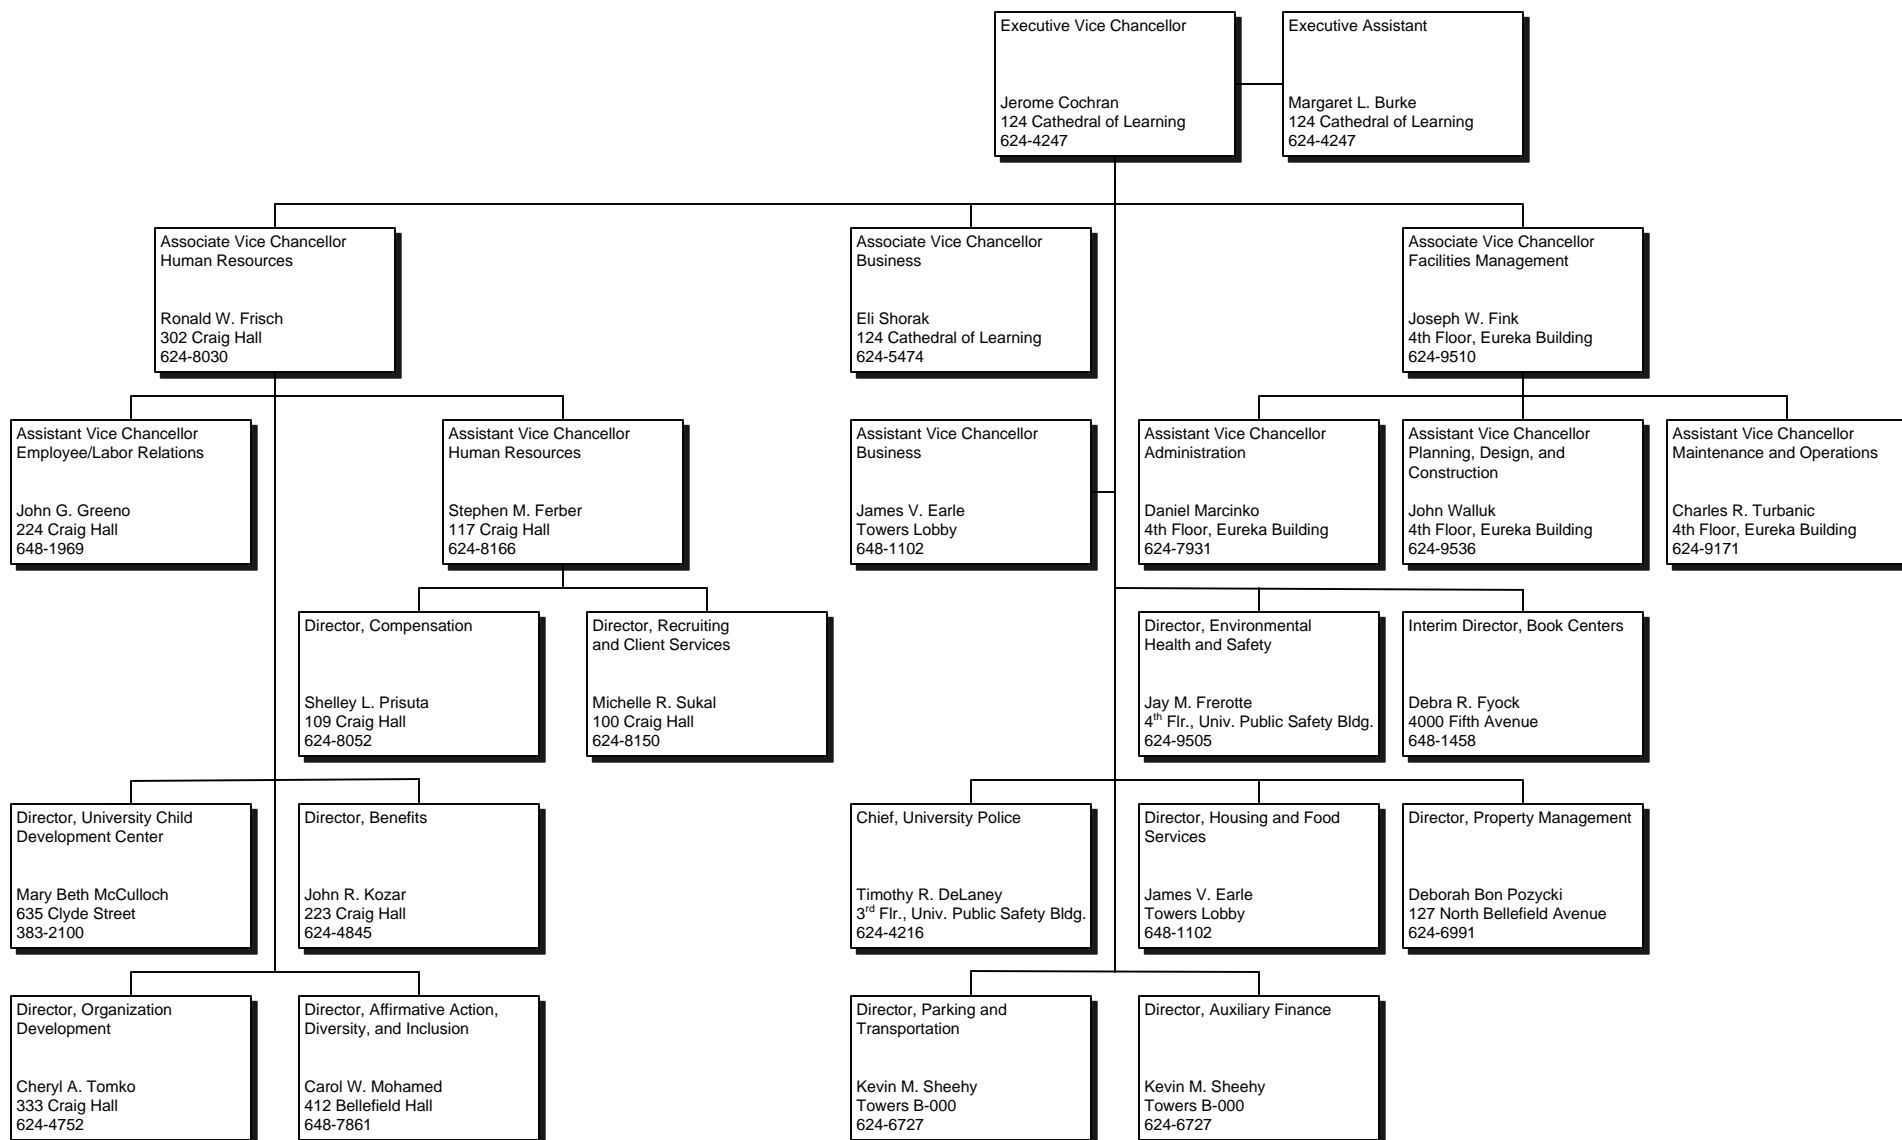 Executive Vice Chancellor
Jerome Cochran
124 Cathedral of Learning
624-4247
Executive Assistant
Margaret L. Burke
124 Cathedral of Learning
624-4247
Associate Vice Chancellor
Human Resources
Ronald W. Frisch
302 Craig Hall
624-8030
Associate Vice Chancellor
Business
Eli Shorak
124 Cathedral of Learning
624-5474
Associate Vice Chancellor
Facilities Management
Joseph W. Fink
4th Floor, Eureka Building
624-9510
Assistant Vice Chancellor
Employee/Labor Relations
John G. Greeno
224 Craig Hall
648-1969
Assistant Vice Chancellor
Human Resources
Stephen M. Ferber
117 Craig Hall
624-8166
Assistant Vice Chancellor
Business
James V. Earle
Towers Lobby
648-1102
Assistant Vice Chancellor
Administration
Daniel Marcinko
4th Floor, Eureka Building
624-7931
Assistant Vice Chancellor
Planning, Design, and
Construction
John Walluk
4th Floor, Eureka Building
624-9536
Assistant Vice Chancellor
Maintenance and Operations
Charles R. Turbanic
4th Floor, Eureka Building
624-9171
Director, Compensation
Shelley L. Prisuta
109 Craig Hall
624-8052
Director, Recruiting
and Client Services
Michelle R. Sukal
100 Craig Hall
624-8150
Director, Environmental
Health and Safety
Jay M. Frerotte
4th Flr., Univ. Public Safety Bldg.
624-9505
Interim Director, Book Centers
Debra R. Fyock
4000 Fifth Avenue
648-1458
Director, University Child
Development Center
Mary Beth McCulloch
635 Clyde Street
383-2100
Director, Benefits
John R. Kozar
223 Craig Hall
624-4845
Chief, University Police
Timothy R. DeLaney
3rd Flr., Univ. Public Safety Bldg.
624-4216
Director, Housing and Food
Services
James V. Earle
Towers Lobby
648-1102
Director, Property Management
Deborah Bon Pozycki
127 North Bellefield Avenue
624-6991
Director, Organization
Development
Cheryl A. Tomko
333 Craig Hall
624-4752
Director, Affirmative Action,
Diversity, and Inclusion
Carol W. Mohamed
412 Bellefield Hall
648-7861
Director, Parking and
Transportation
Kevin M. Sheehy
Towers B-000
624-6727
Director, Auxiliary Finance
Kevin M. Sheehy
Towers B-000
624-6727